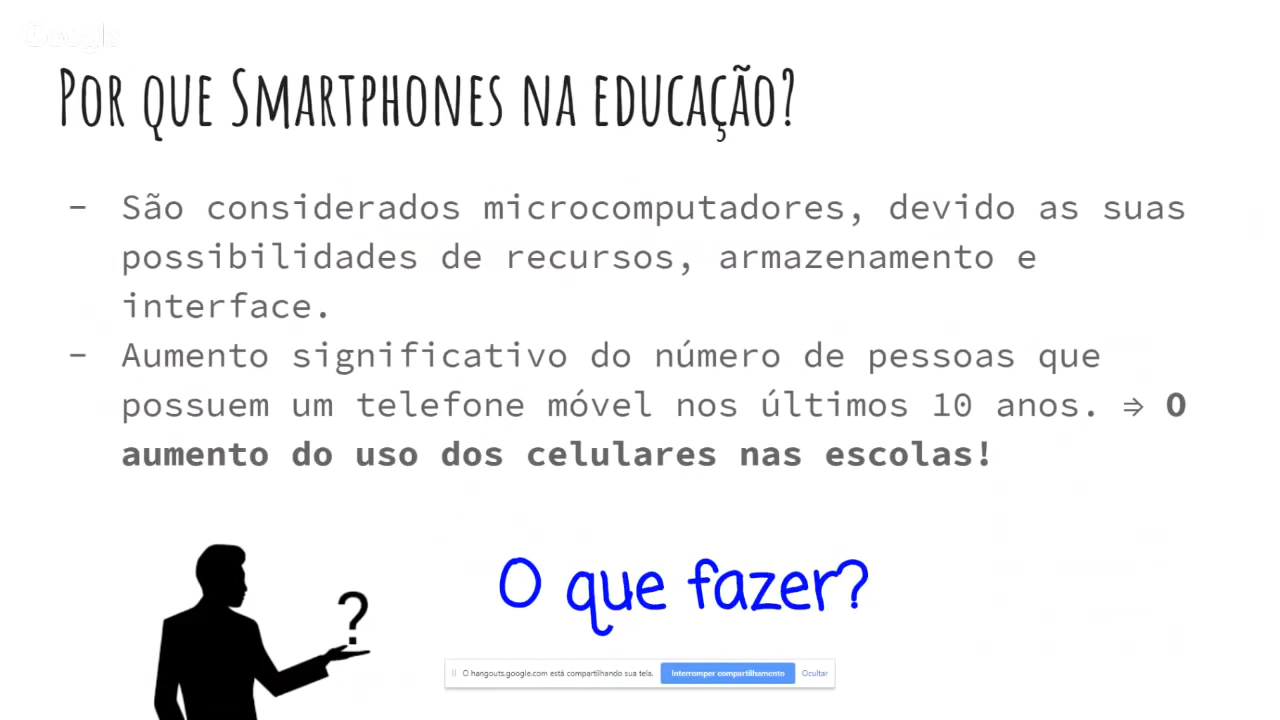 Google
Por que Smartphones na educação?
- São considerados microcomputadores, devido as suas
possibilidades de recursos, armazenamento e
interface.
- Aumento significativo do número de pessoas que
possuem um telefone móvel nos últimos 10 anos. ⇒ O
aumento do uso dos celulares nas escolas!
?
O que fazer?
O hangouts.google.com está compartilhando sua tela. Interromper compartilhamento Ocultar